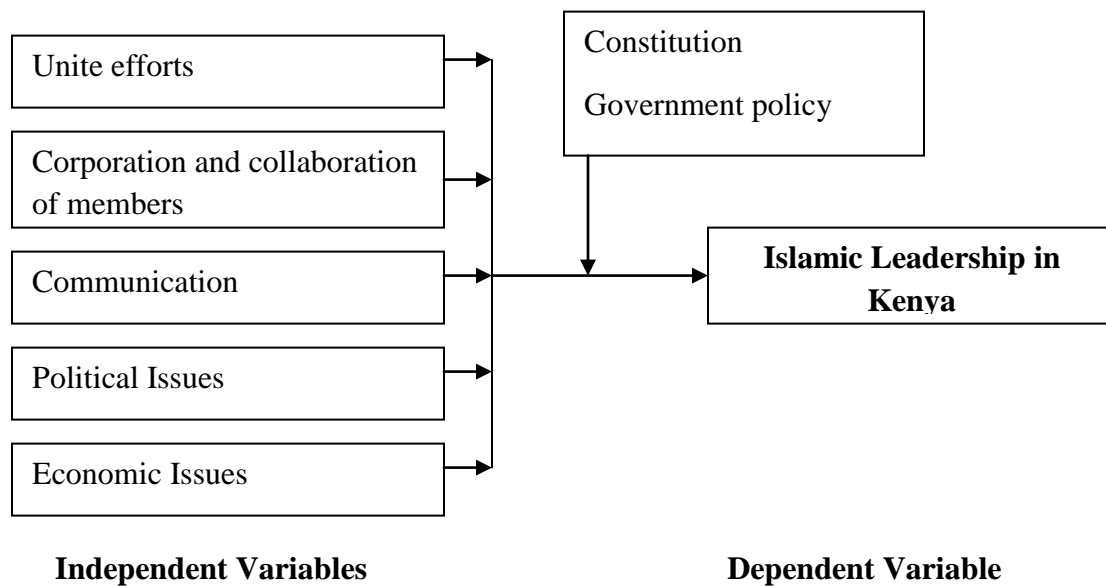 Unite efforts
Corporation and collaboration
of members
Communication
Political Issues
Economic Issues
Constitution
Government policy
Islamic Leadership in
Kenya
Independent Variables
Dependent Variable